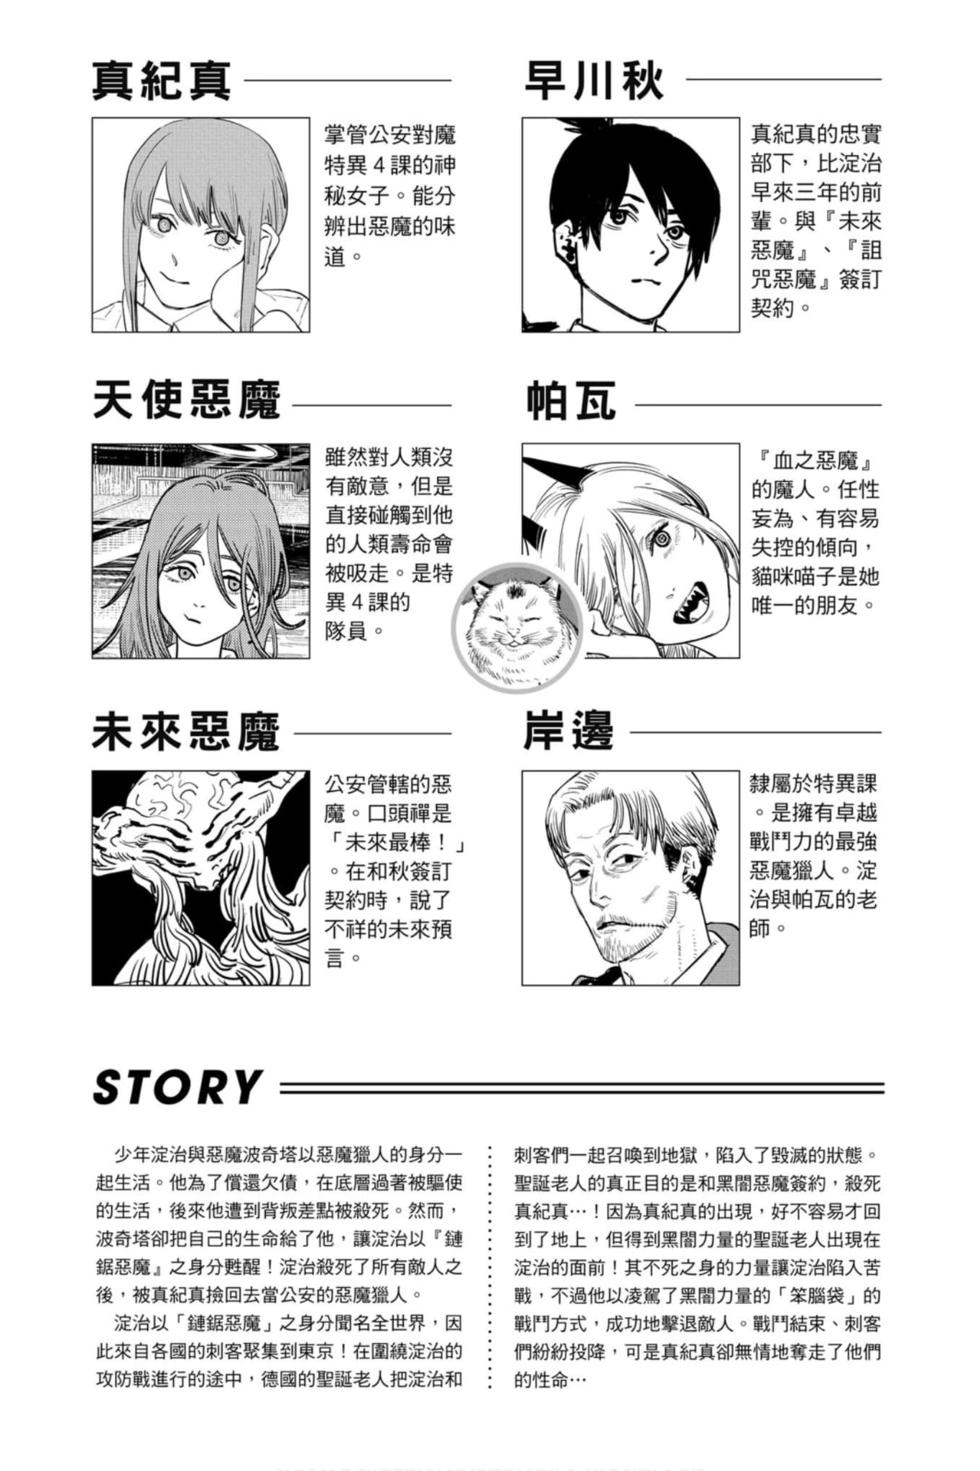 真紀真
掌管公安對魔
特異４課的神
秘女子。能分
辨出惡魔的味
道。
早川秋
真紀真的忠實
部下，比淀治
早來三年的前
輩。與『未來
惡魔』、『詛
咒惡魔』簽訂
契約。
天使惡魔
雖然對人類沒
有敵意，但是
直接碰觸到他
的人類壽命會
被吸走。是特
異４課的
隊員。
帕瓦
『血之惡魔』
的魔人。任性
妄為、有容易
失控的傾向，
貓咪喵子是她
唯一的朋友。
未來惡魔
公安管轄的惡
魔。口頭禪是
「未來最棒！」
。在和秋簽訂
契約時，說了
不祥的未來預
言。
岸邊
隸屬於特異課
。是擁有卓越
戰鬥力的最強
惡魔獵人。淀
治與帕瓦的老
師。
STORY
少年淀治與惡魔波奇塔以惡魔獵人的身分一
起生活。他為了償還欠債，在底層過著被驅使
的生活，後來他遭到背叛差點被殺死。然而，
波奇塔卻把自己的生命給了他，讓淀治以『鏈
鋸惡魔』之身分甦醒！淀治殺死了所有敵人之
後，被真紀真撿回去當公安的惡魔獵人。
淀治以「鏈鋸惡魔」之身分聞名全世界，因
此來自各國的刺客聚集到東京！在圍繞淀治的
攻防戰進行的途中，德國的聖誕老人把淀治和
刺客們一起召喚到地獄，陷入了毀滅的狀態。
聖誕老人的真正目的是和黑闇惡魔簽約，殺死
真紀真…！因為真紀真的出現，好不容易才回
到了地上，但得到黑闇力量的聖誕老人出現在
淀治的面前！其不死之身的力量讓淀治陷入苦
戰，不過他以凌駕了黑闇力量的「笨腦袋」的
戰鬥方式，成功地擊退敵人。戰鬥結束、刺客
們紛紛投降，可是真紀真卻無情地奪走了他們
的性命…